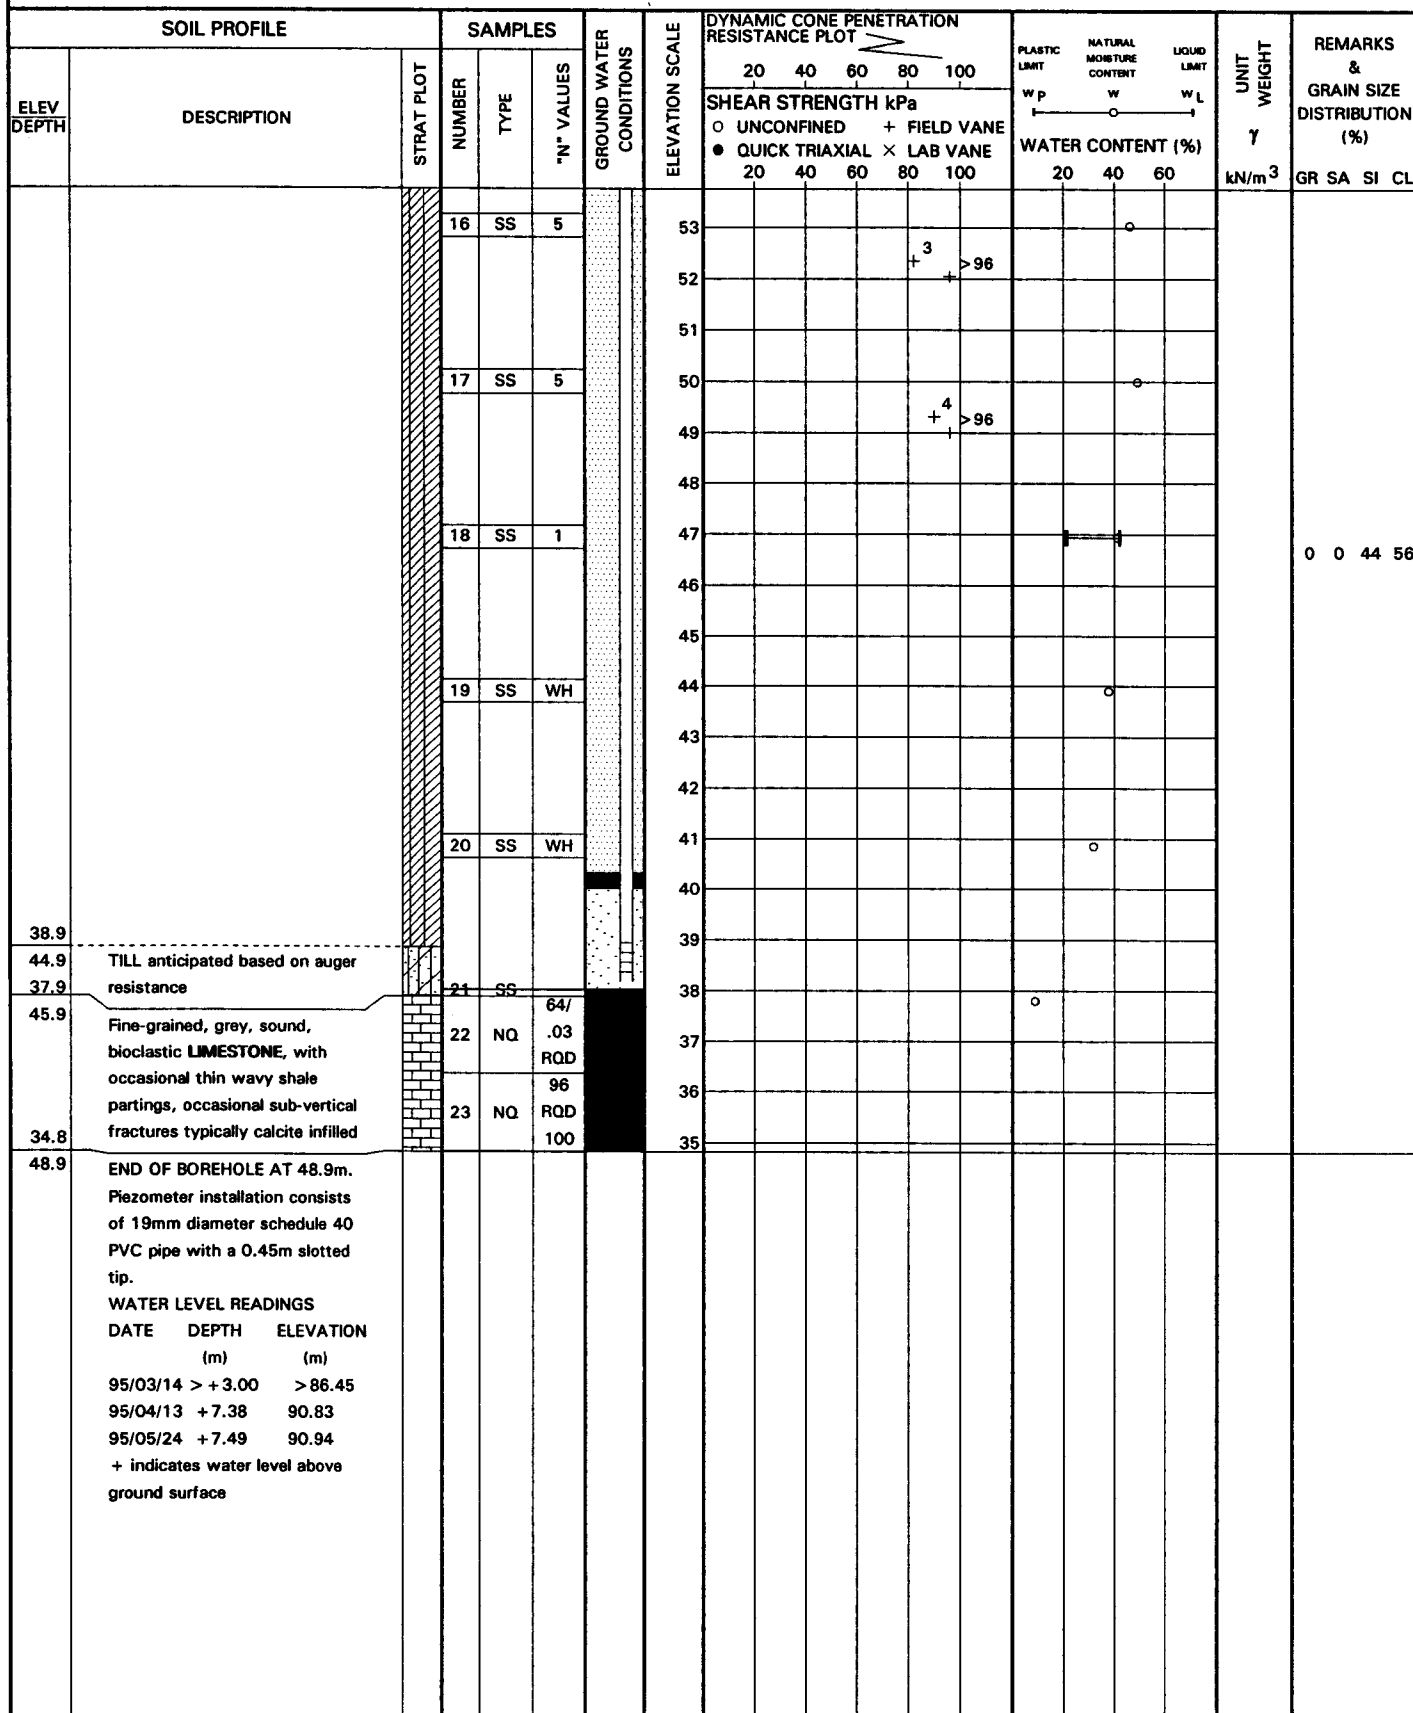 SOIL PROFILE
SAMPLES
ELEV
DEPTH
DESCRIPTION
STRAT PLOT
NUMBER
TYPE
"N" VALUES
GROUND WATER
CONDITIONS
ELEVATION SCALE
DYNAMIC CONE PENETRATION
RESISTANCE PLOT
20 40 60 80 100
SHEAR STRENGTH kPa
○ UNCONFINED + FIELD VANE
● QUICK TRIAXIAL × LAB VANE
20 40 60 80 100
PLASTIC LIMIT
NATURAL MOISTURE CONTENT
LIQUID LIMIT
WP W WL
WATER CONTENT (%)
20 40 60
UNIT
WEIGHT
γ
kN/m3
REMARKS
&
GRAIN SIZE
DISTRIBUTION
(%)
GR SA SI CL
16 SS 5
53
3
>96
52
51
17 SS 5
50
4
>96
49
48
18 SS 1
47
0 0 44 56
46
45
19 SS WH
44
43
42
20 SS WH
41
40
38.9
39
44.9 TILL anticipated based on auger
37.9 resistance
21 SS
38
45.9
Fine-grained, grey, sound,
bioclastic LIMESTONE, with
occasional thin wavy shale
partings, occasional sub-vertical
fractures typically calcite infilled
22 NQ
64/
.03
RQD
37
96
36
23 NQ RQD
100
34.8
35
48.9
END OF BOREHOLE AT 48.9m.
Piezometer installation consists
of 19mm diameter schedule 40
PVC pipe with a 0.45m slotted
tip.
WATER LEVEL READINGS
DATE DEPTH ELEVATION
(m) (m)
95/03/14 > +3.00 >86.45
95/04/13 +7.38 90.83
95/05/24 +7.49 90.94
+ indicates water level above
ground surface